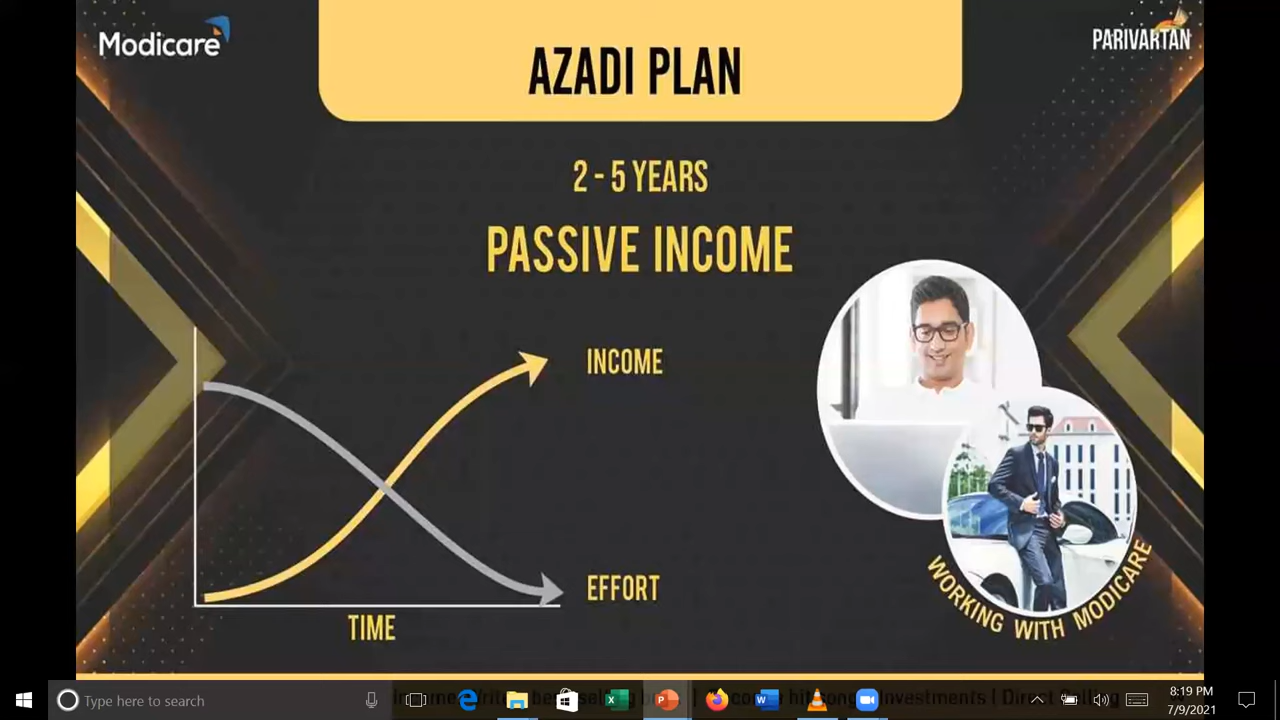 Modicare
PARIVARTAN
AZADI PLAN
2 - 5 YEARS
PASSIVE INCOME
INCOME
EFFORT
TIME
WORKING WITH MODICARE
Type here to search
investments | Direct
8:19 PM
7/9/2021